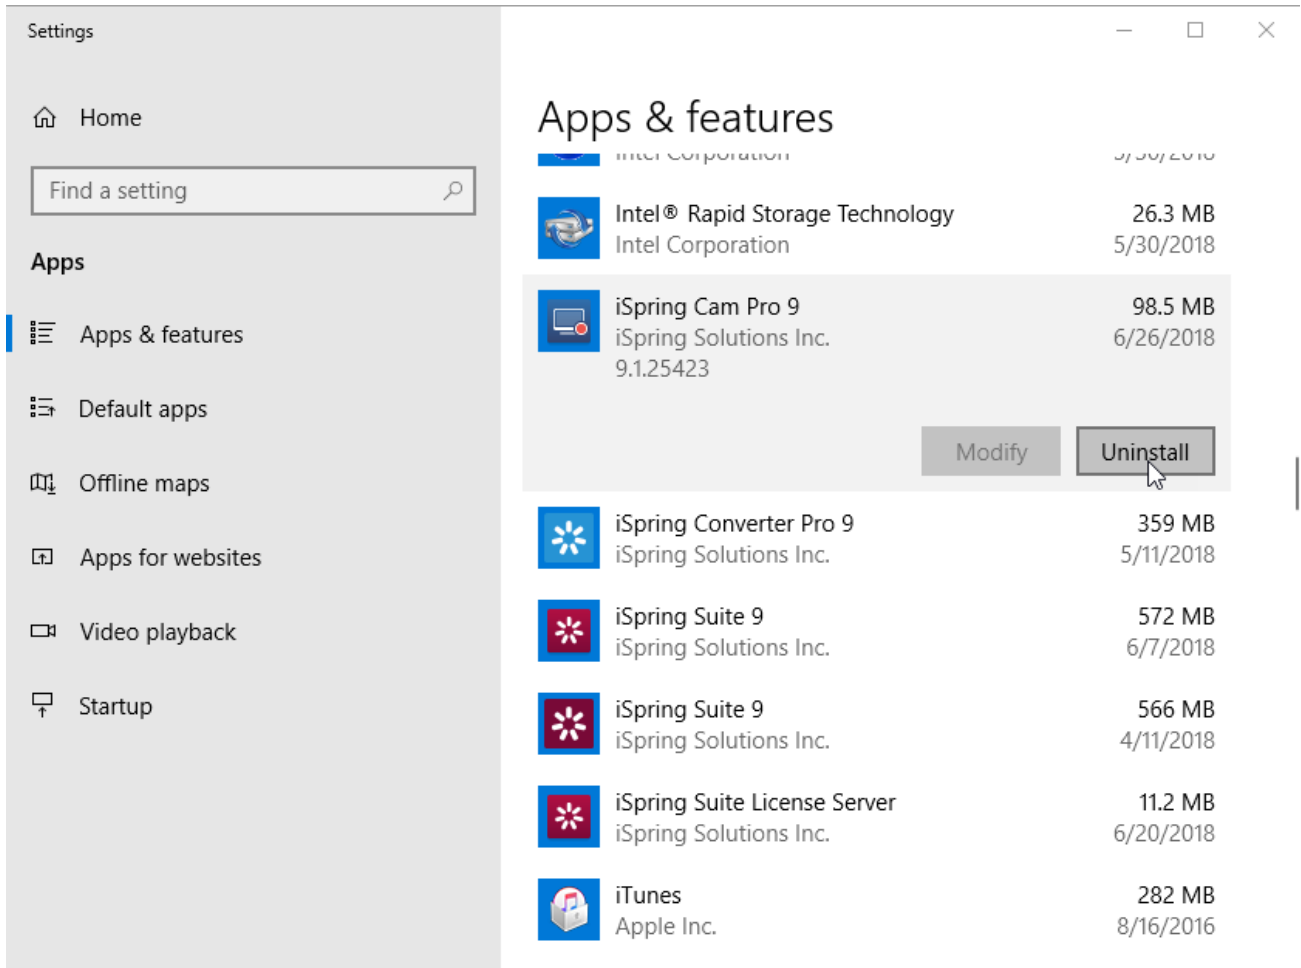 Settings
Home
Find a setting
Apps
Apps & features
Default apps
Offline maps
Apps for websites
Video playback
Startup
Apps & features
Intel Corporation 5/30/2018
Intel® Rapid Storage Technology 26.3 MB
Intel Corporation 5/30/2018
iSpring Cam Pro 9 98.5 MB
iSpring Solutions Inc. 6/26/2018
9.1.25423
Modify Uninstall
iSpring Converter Pro 9 359 MB
iSpring Solutions Inc. 5/11/2018
iSpring Suite 9 572 MB
iSpring Solutions Inc. 6/7/2018
iSpring Suite 9 566 MB
iSpring Solutions Inc. 4/11/2018
iSpring Suite License Server 11.2 MB
iSpring Solutions Inc. 6/20/2018
iTunes 282 MB
Apple Inc. 8/16/2016